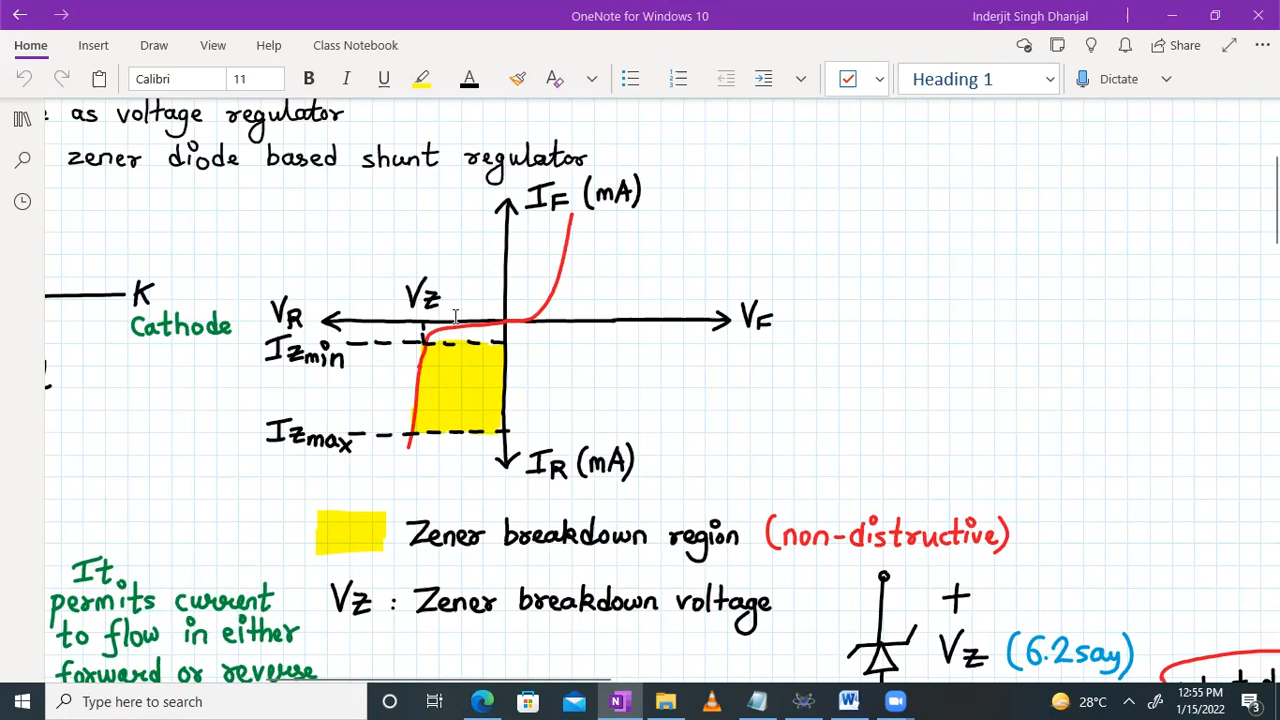 OneNote for Windows 10
Inderjit Singh Dhanjal
Home Insert Draw View Help Class Notebook Share
Calibri 11 B I U A Heading 1 Dictate
as voltage regulator
zener diode based shunt regulator
IF (mA)
K
Cathode
VR
Vz
VF
Izmin
Izmax
IR (mA)
Zener breakdown region (non-distructive)
It
permits current
to flow in either
forward or reverse
Vz : Zener breakdown voltage
+
Vz (6.2say)
Type here to search
N
W
28°C
12:55 PM
1/15/2022
3